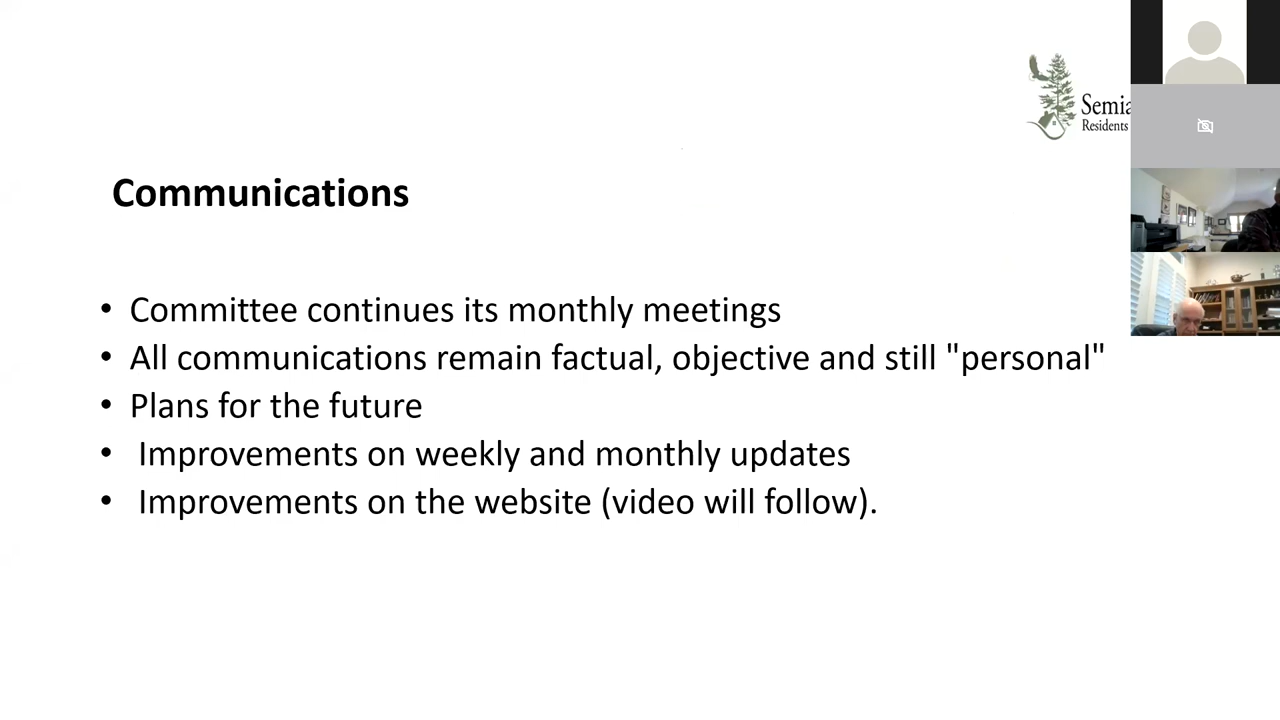 Residents
Communications
• Committee continues its monthly meetings
• All communications remain factual, objective and still "personal"
• Plans for the future
• Improvements on weekly and monthly updates
• Improvements on the website (video will follow).